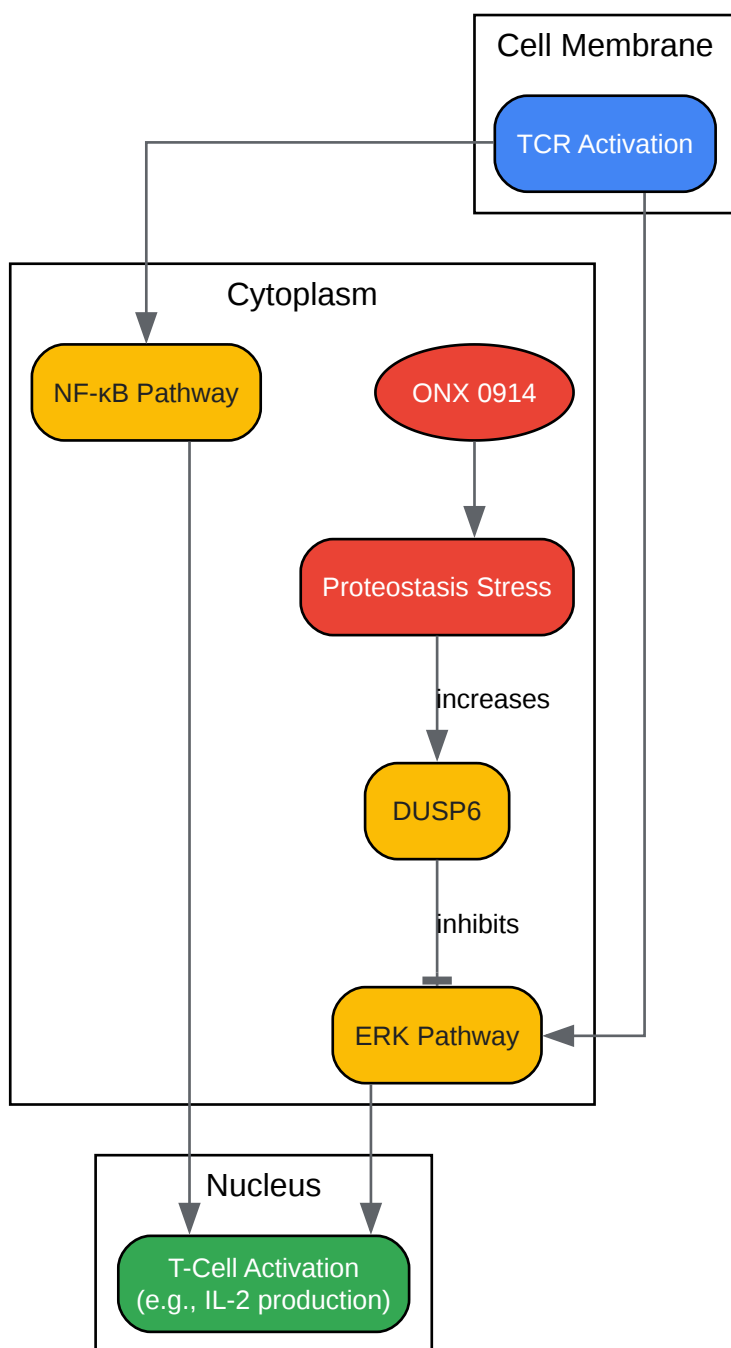 Cell Membrane
TCR Activation
Cytoplasm
NF-κB Pathway
ONX 0914
Proteostasis Stress
increases
DUSP6
inhibits
ERK Pathway
Nucleus
T-Cell Activation
(e.g., IL-2 production)